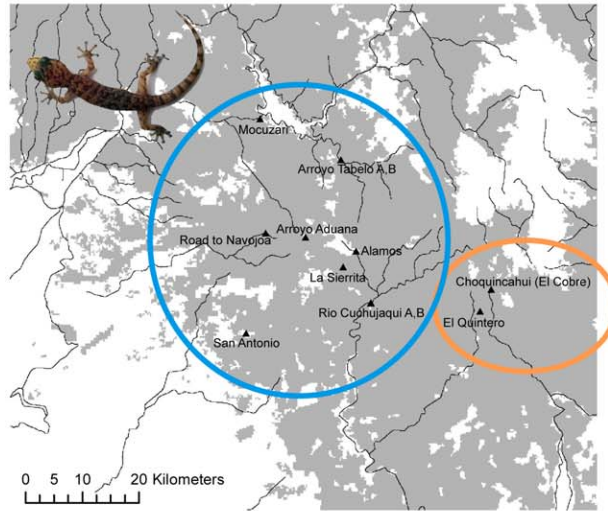 Mocuzari
Arroyo Tabelo A,B
Road to Navojoa
Arroyo Aduana
Alamos
La Sierrita
Rio Cuchujaqui A,B
San Antonio
Choquincahui (El Cobre)
El Quintero
0 5 10 20 Kilometers